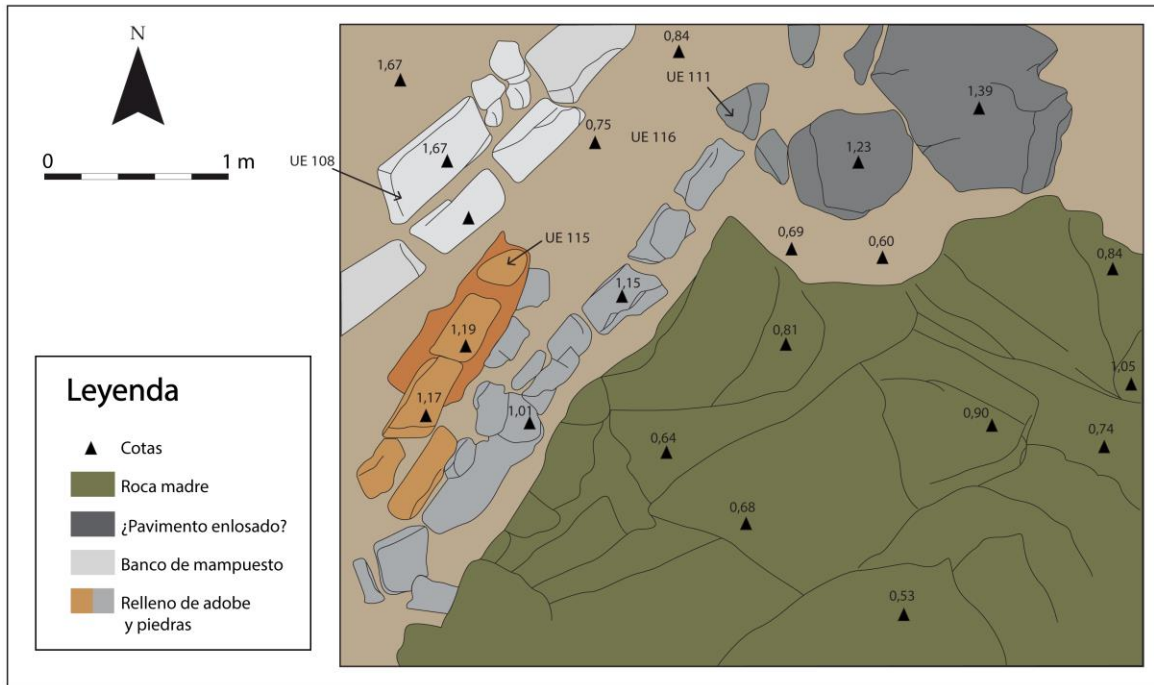 N
0
1 m
Leyenda
Cotas
Roca madre
¿Pavimento enlosado?
Banco de mampuesto
Relleno de adobe
y piedras
0,84
1,67
UE 111
1,39
0,75
UE 116
1,67
1,23
UE 108
UE 115
0,69
0,60
0,84
1,15
1,19
0,81
1,05
1,17
1,01
0,90
0,74
0,64
0,68
0,53